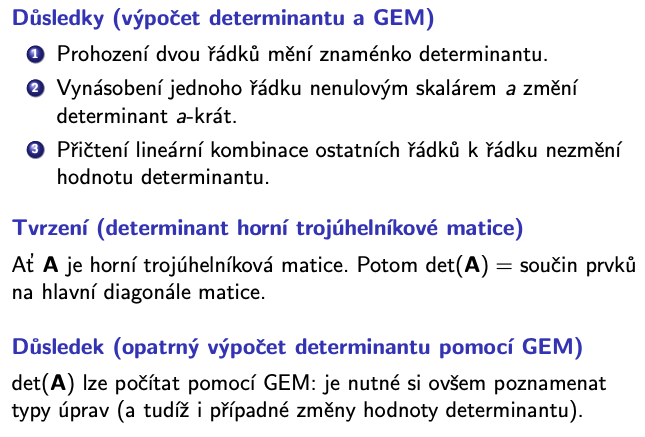 Důsledky (výpočet determinantu a GEM)
1 Prohození dvou řádků mění znaménko determinantu.
2 Vynásobení jednoho řádku nenulovým skalárem a změní
determinant a-krát.
3 Přičtení lineární kombinace ostatních řádků k řádku nezmění
hodnotu determinantu.
Tvrzení (determinant horní trojúhelníkové matice)
Ať A je horní trojúhelníková matice. Potom det(A) = součin prvků
na hlavní diagonále matice.
Důsledek (opatrný výpočet determinantu pomocí GEM)
det(A) lze počítat pomocí GEM: je nutné si ovšem poznamenat
typy úprav (a tudíž i případné změny hodnoty determinantu).